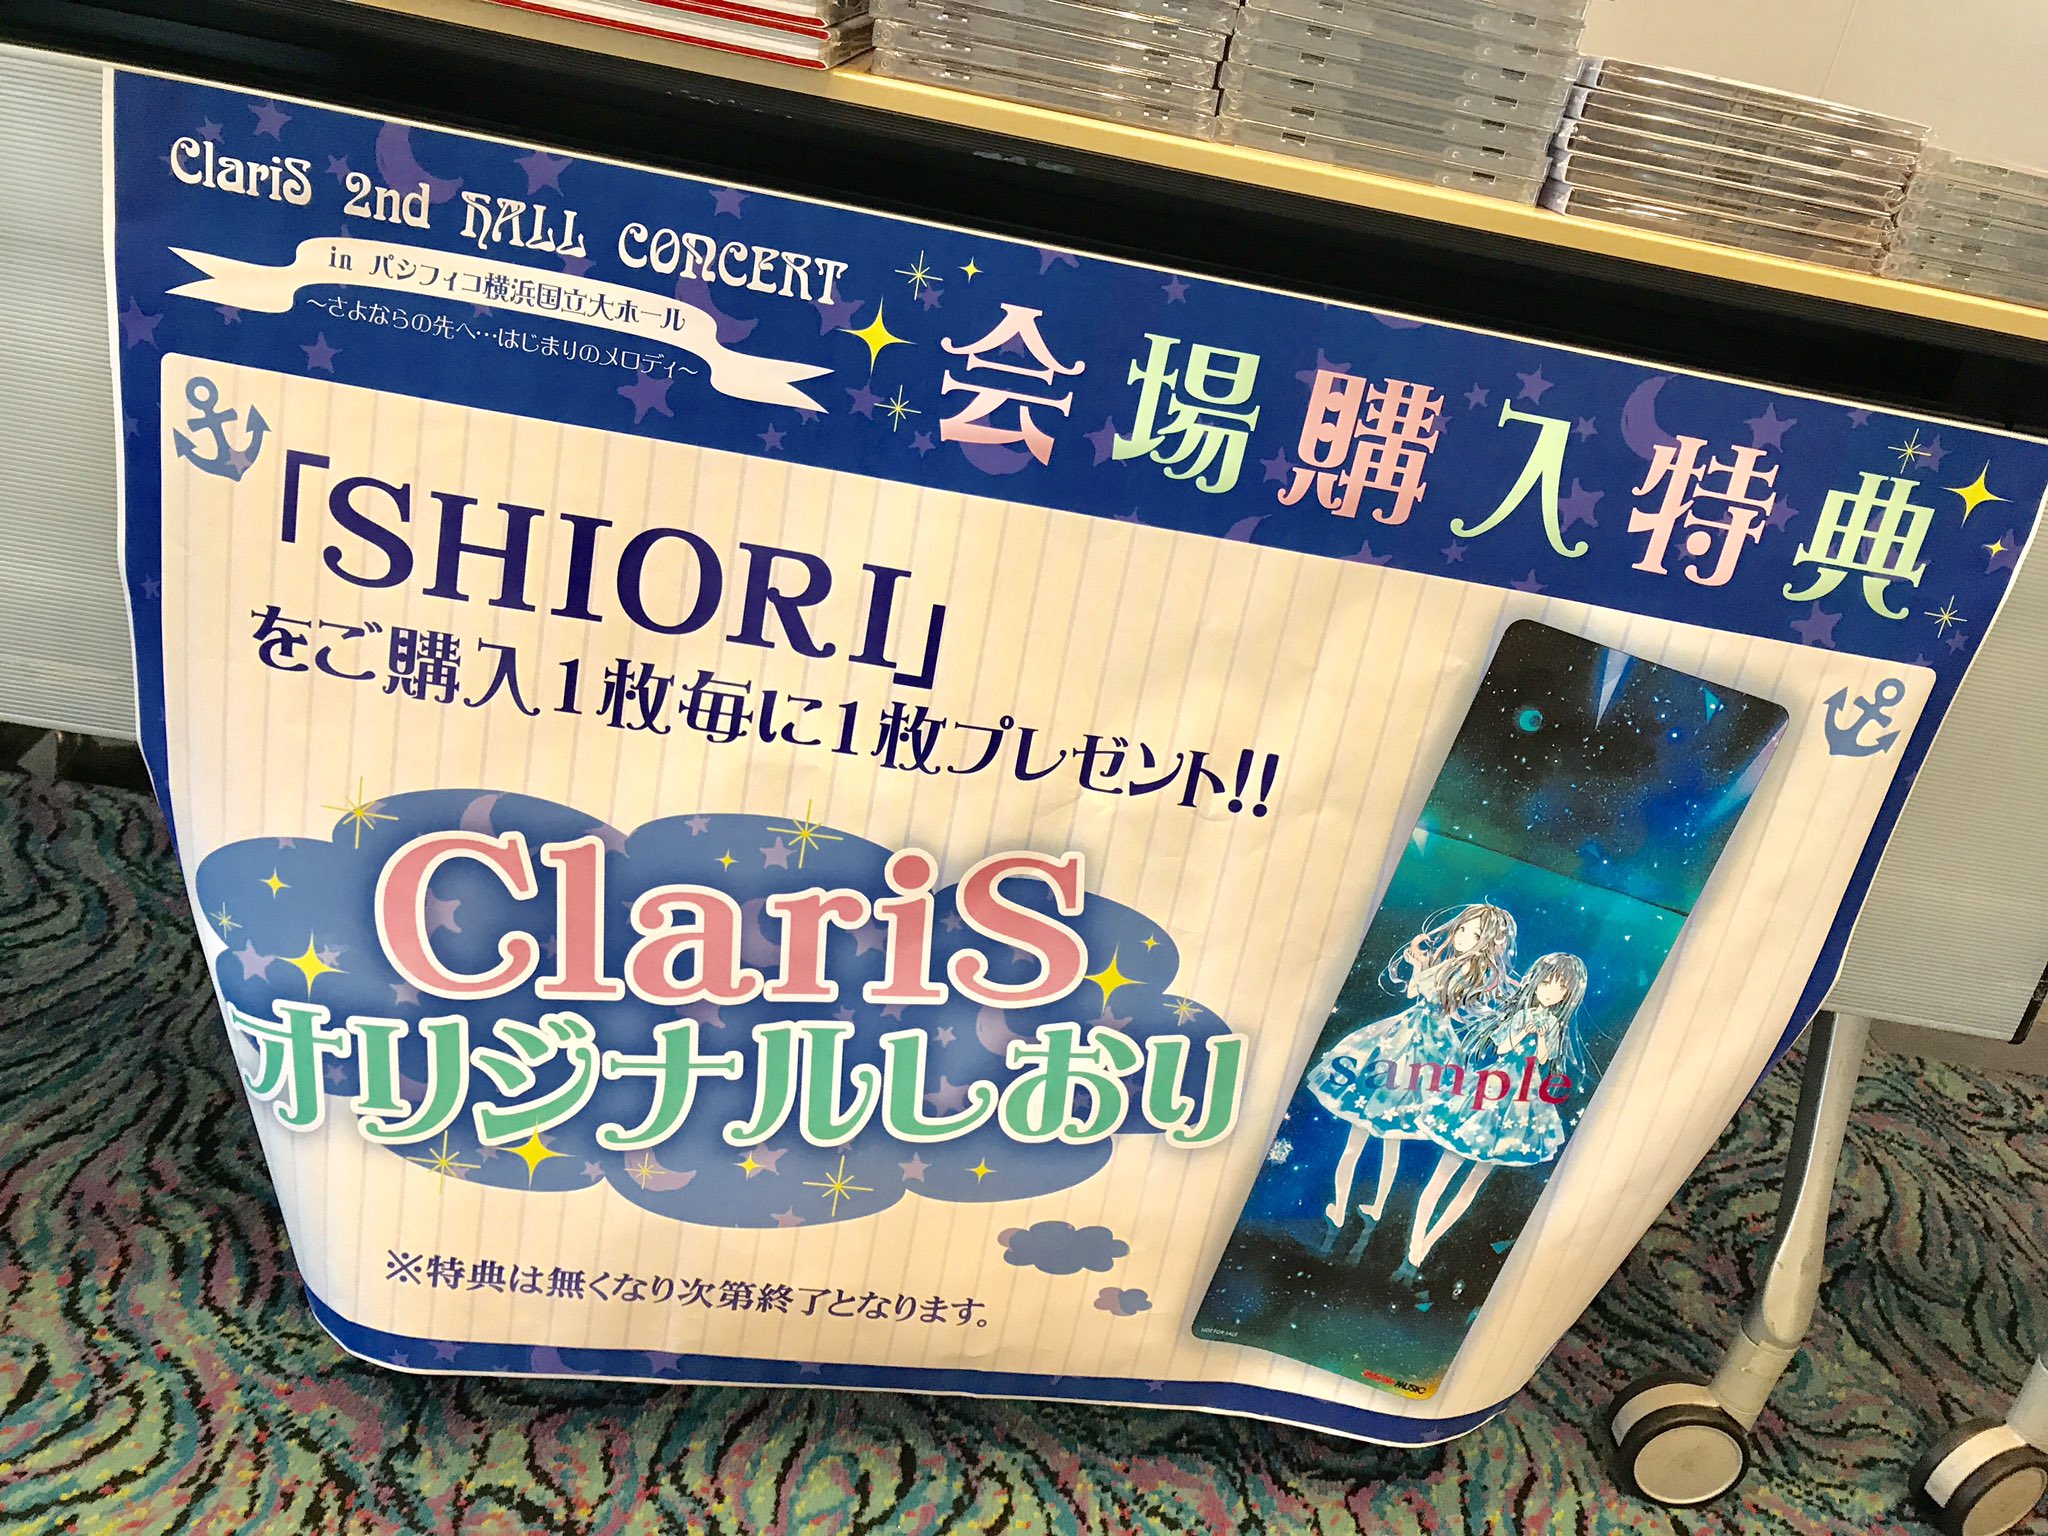 ClariS 2nd HALL CONCERT
in パシフィコ横浜国立大ホール
～さよならの先へ…はじまりのメロディ～
会場購入特典
「SHIORI」
をご購入1枚毎に1枚プレゼント!!
ClariS
オリジナルしおり
sample
※特典は無くなり次第終了となります。
NOT FOR SALE